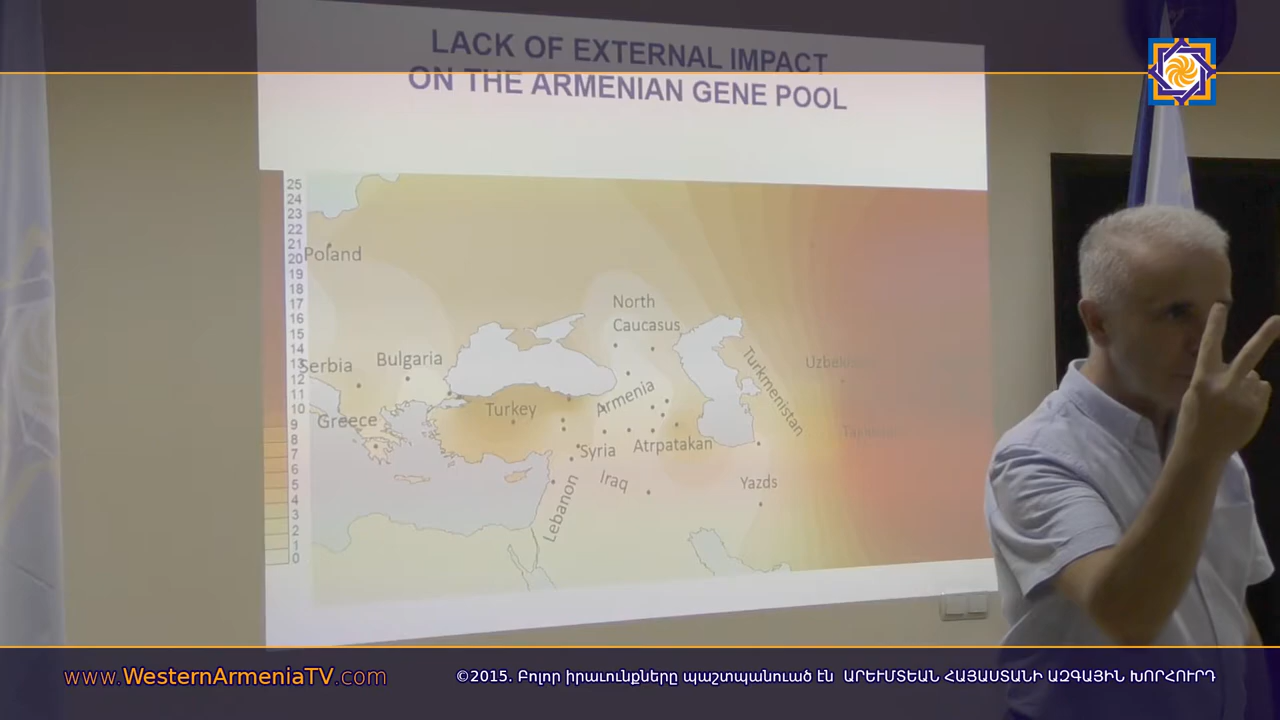 LACK OF EXTERNAL IMPACT
ON THE ARMENIAN GENE POOL
25
24
23
22
21
20
19
18
17
16
15
14
13
12
11
10
9
8
7
6
5
4
3
2
1
0
Poland
North
Caucasus
Serbia
Bulgaria
Turkmenistan
Armenia
Turkey
Greece
Syria
Atrpatakan
Iraq
Yazds
Lebanon
www.WesternArmeniaTV.com
©2015. Բոլոր իրաւունքները պաշտպանուած են ԱՐԵՒՄՏԵԱՆ ՀԱՅԱՍՏԱՆԻ ԱԶԳԱՅԻՆ ԽՈՐՀՈՒՐԴ